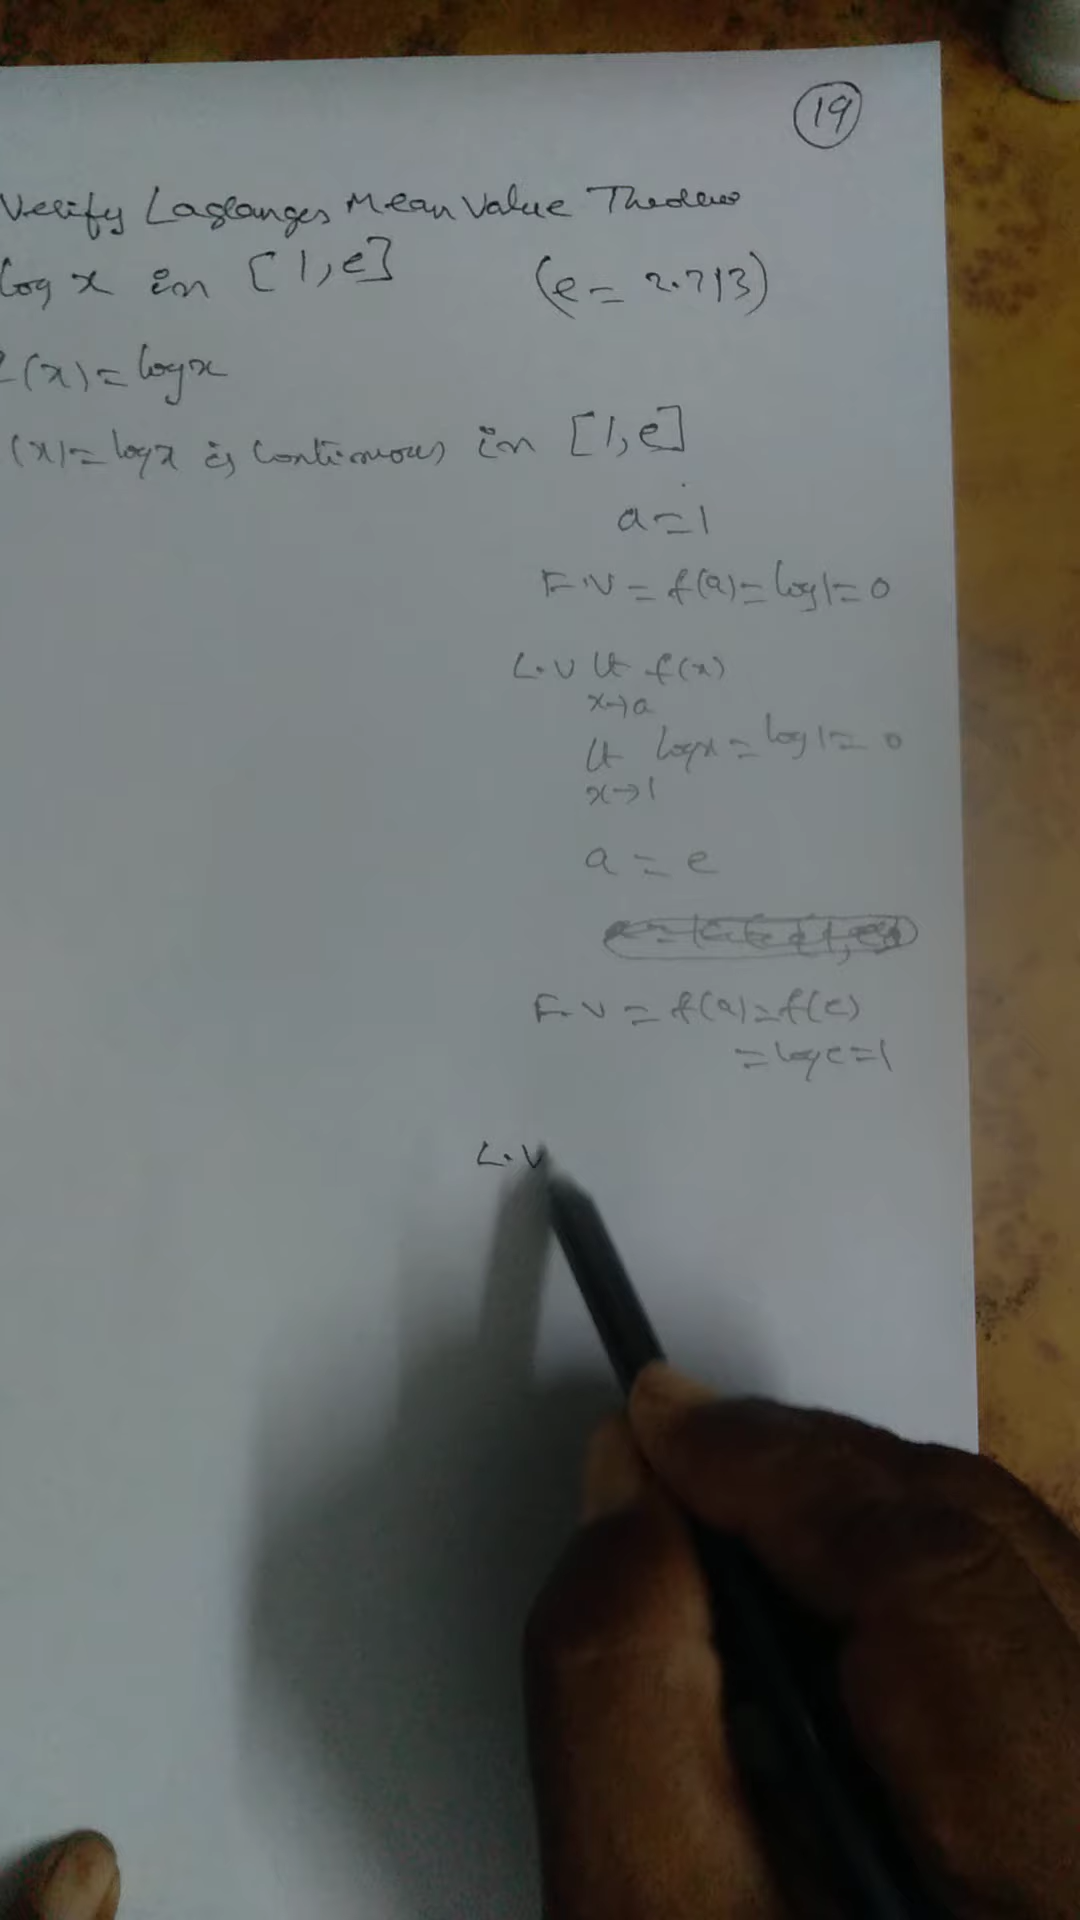 19
Verify Lagranges Mean Value Theorem
log x in [1,e] (e = 2.713)
(x) = log x
(x) = log x is continuous in [1,e]
a = 1
F.V = f(a) = log 1 = 0
L.V Lt f(x)
x→a
Lt log x = log 1 = 0
x→1
a = e
F.V = f(a) = f(e)
= log e = 1
L.V